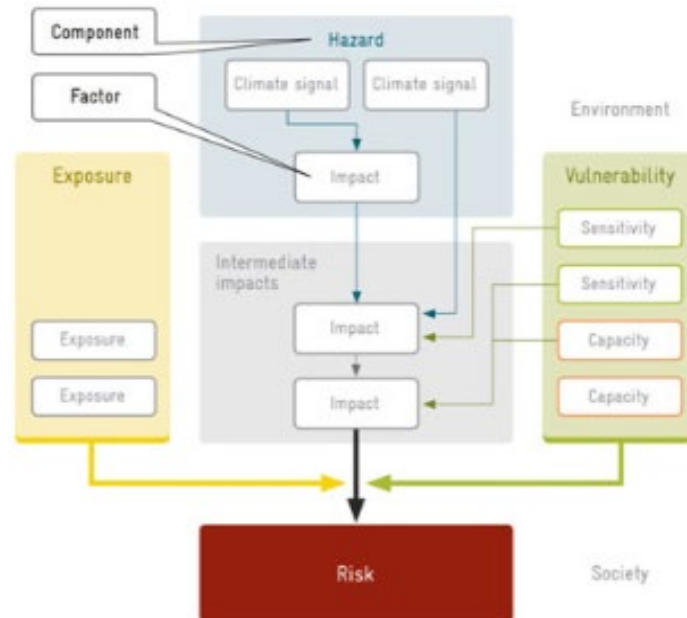 Component
Hazard
Climate signal
Climate signal
Factor
Environment
Impact
Exposure
Vulnerability
Sensitivity
Intermediate
impacts
Sensitivity
Impact
Exposure
Capacity
Exposure
Impact
Capacity
Risk
Society